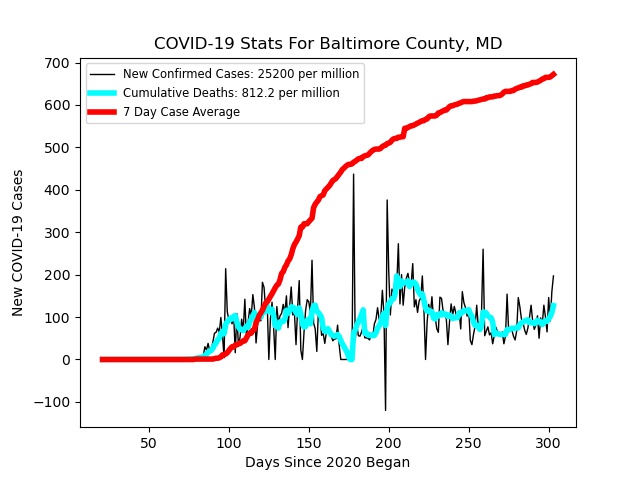 COVID-19 Stats For Baltimore County, MD
New Confirmed Cases: 25200 per million
Cumulative Deaths: 812.2 per million
7 Day Case Average
New COVID-19 Cases
700
600
500
400
300
200
100
0
−100
50 100 150 200 250 300
Days Since 2020 Began